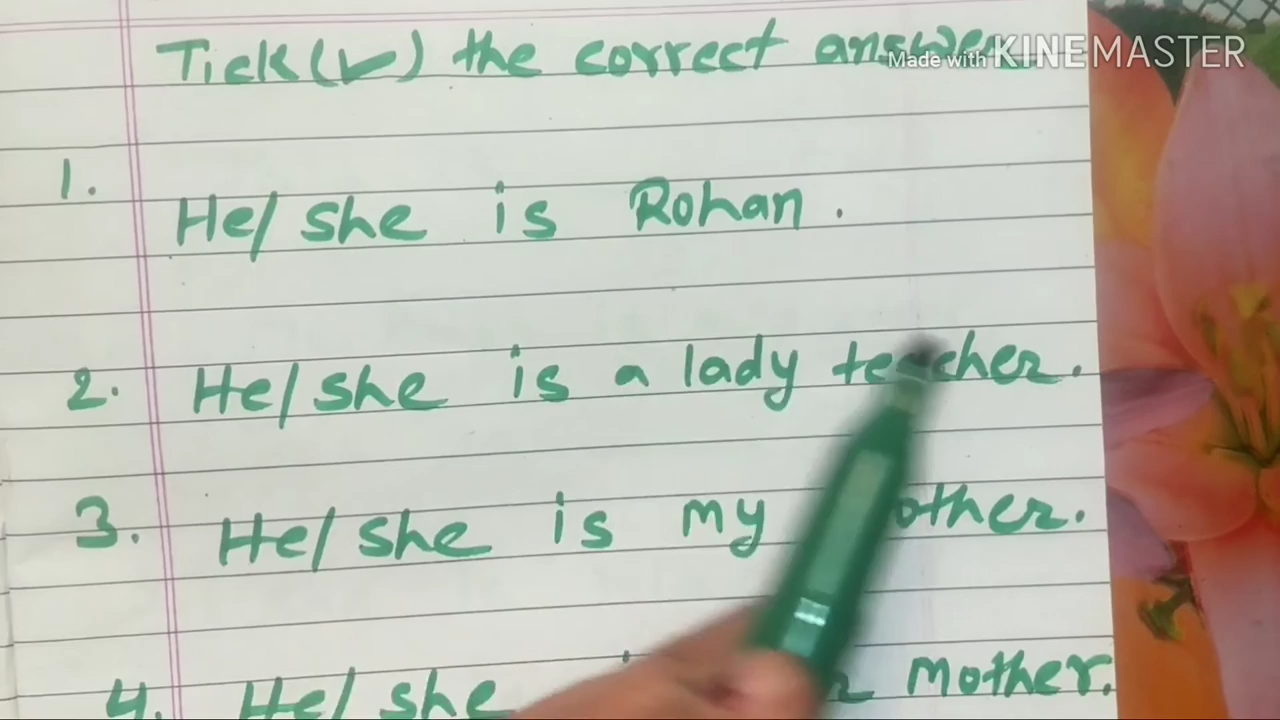 Tick(✓) the correct answer
Made with KINEMASTER
1. He/she is Rohan.
2. He/she is a lady teacher.
3. He/she is my
4. He/she mother.